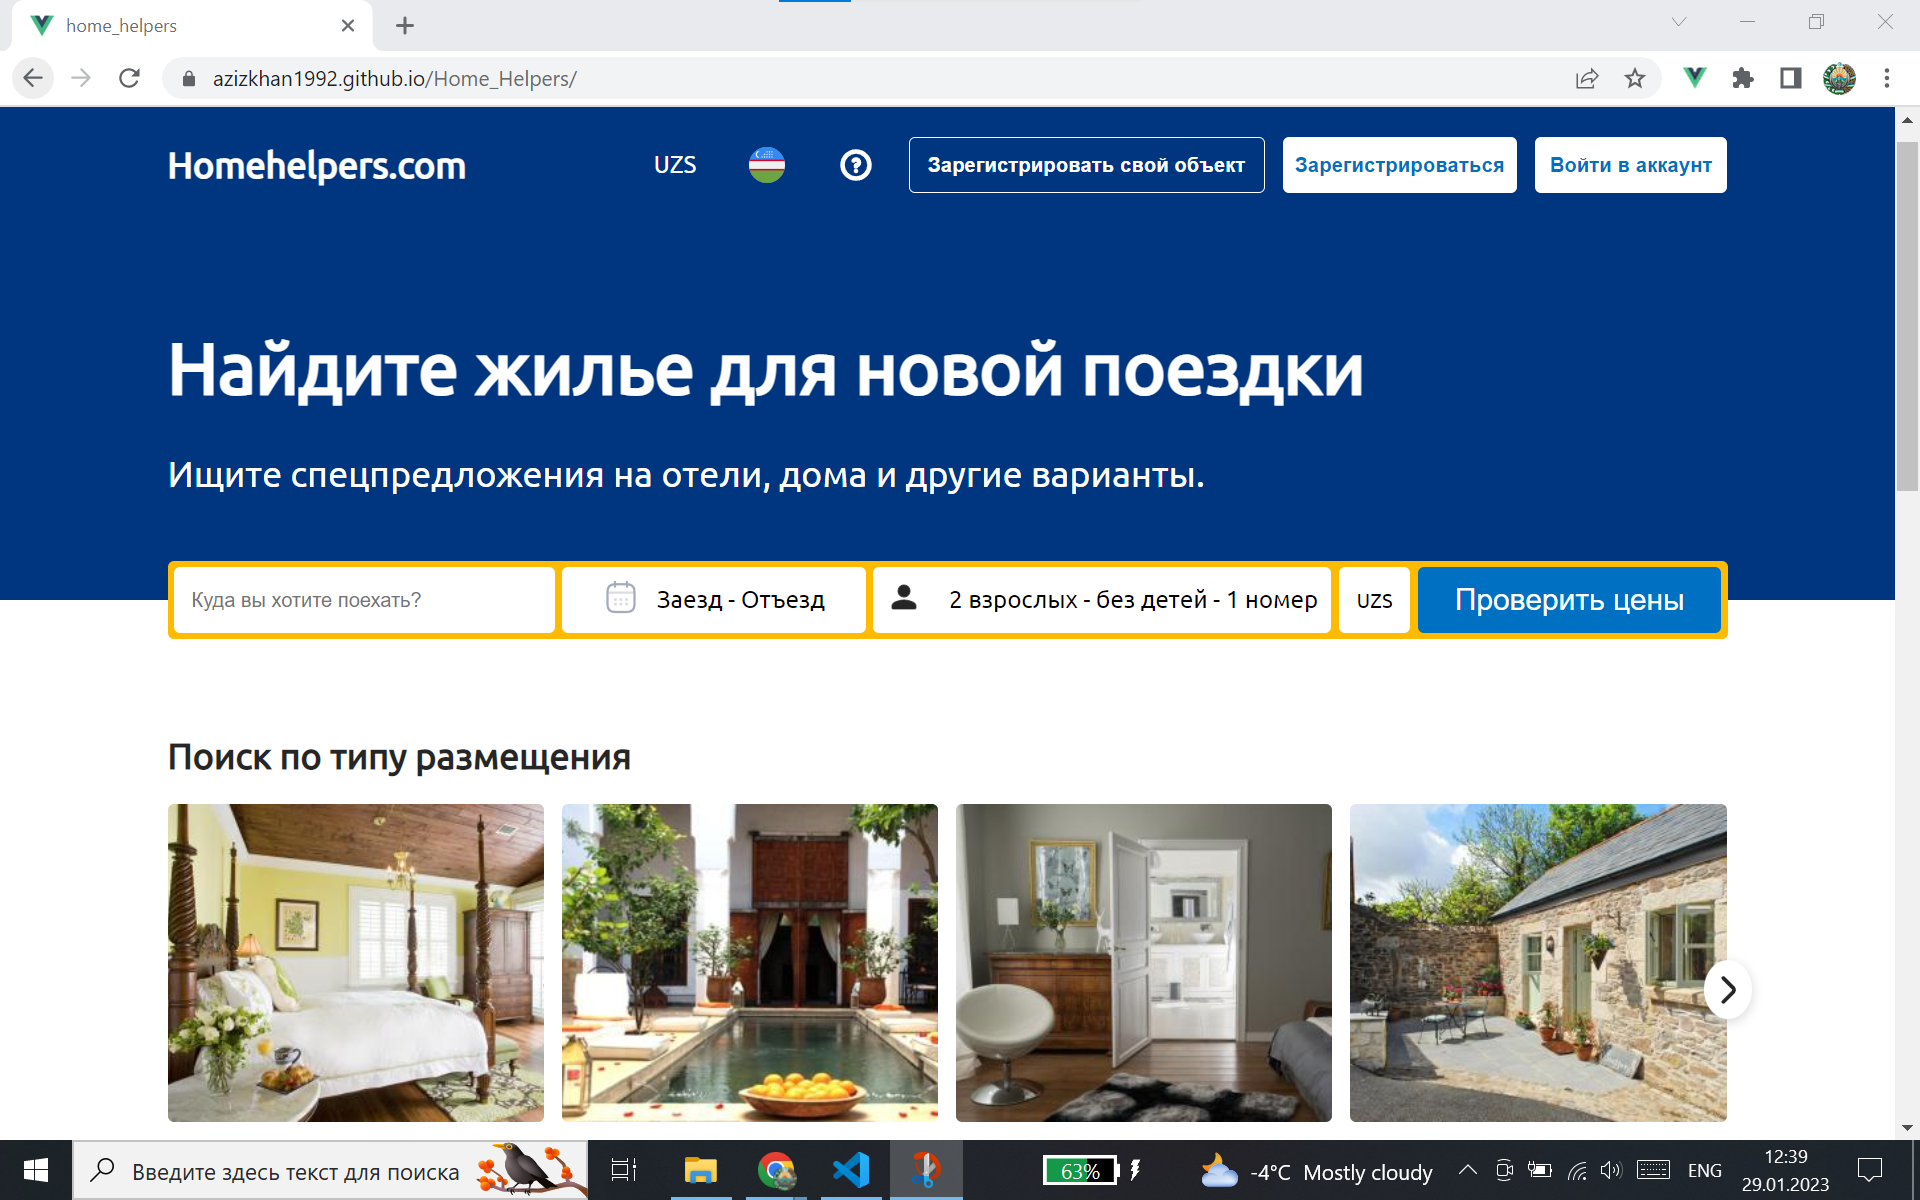 home_helpers
azizkhan1992.github.io/Home_Helpers/
Homehelpers.com
UZS
Зарегистрировать свой объект
Зарегистрироваться
Войти в аккаунт
Найдите жилье для новой поездки
Ищите спецпредложения на отели, дома и другие варианты.
Куда вы хотите поехать?
Заезд - Отъезд
2 взрослых - без детей - 1 номер
UZS
Проверить цены
Поиск по типу размещения
Введите здесь текст для поиска
63%
-4°C Mostly cloudy
ENG
12:39
29.01.2023